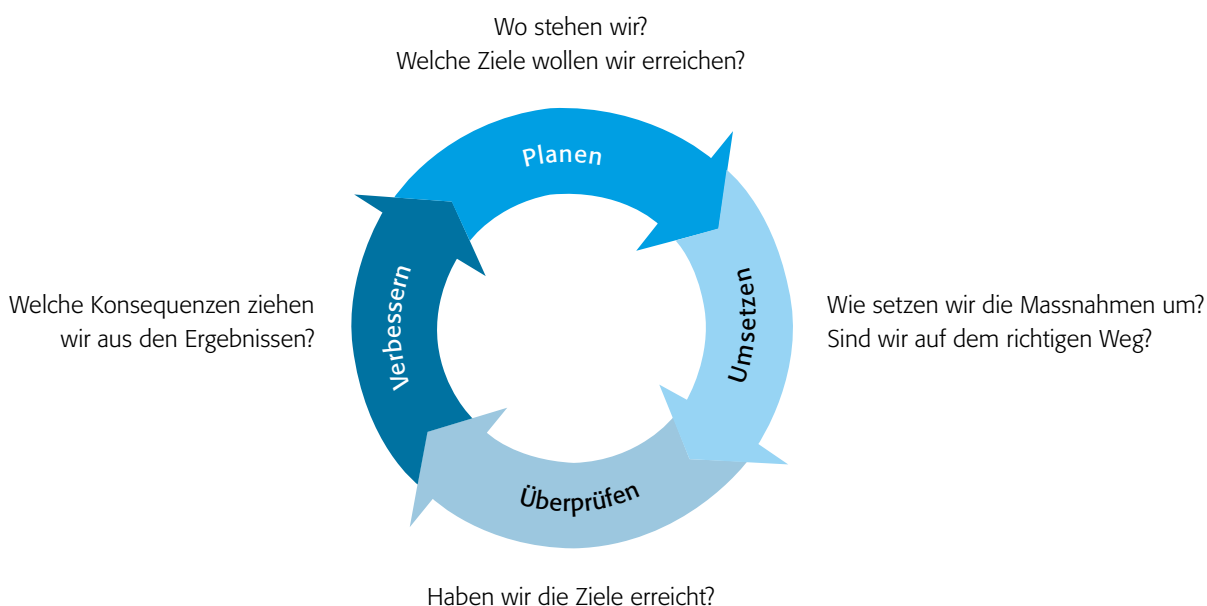 Wo stehen wir?
Welche Ziele wollen wir erreichen?
Planen
Umsetzen
Wie setzen wir die Massnahmen um?
Sind wir auf dem richtigen Weg?
Überprüfen
Haben wir die Ziele erreicht?
Verbessern
Welche Konsequenzen ziehen
wir aus den Ergebnissen?